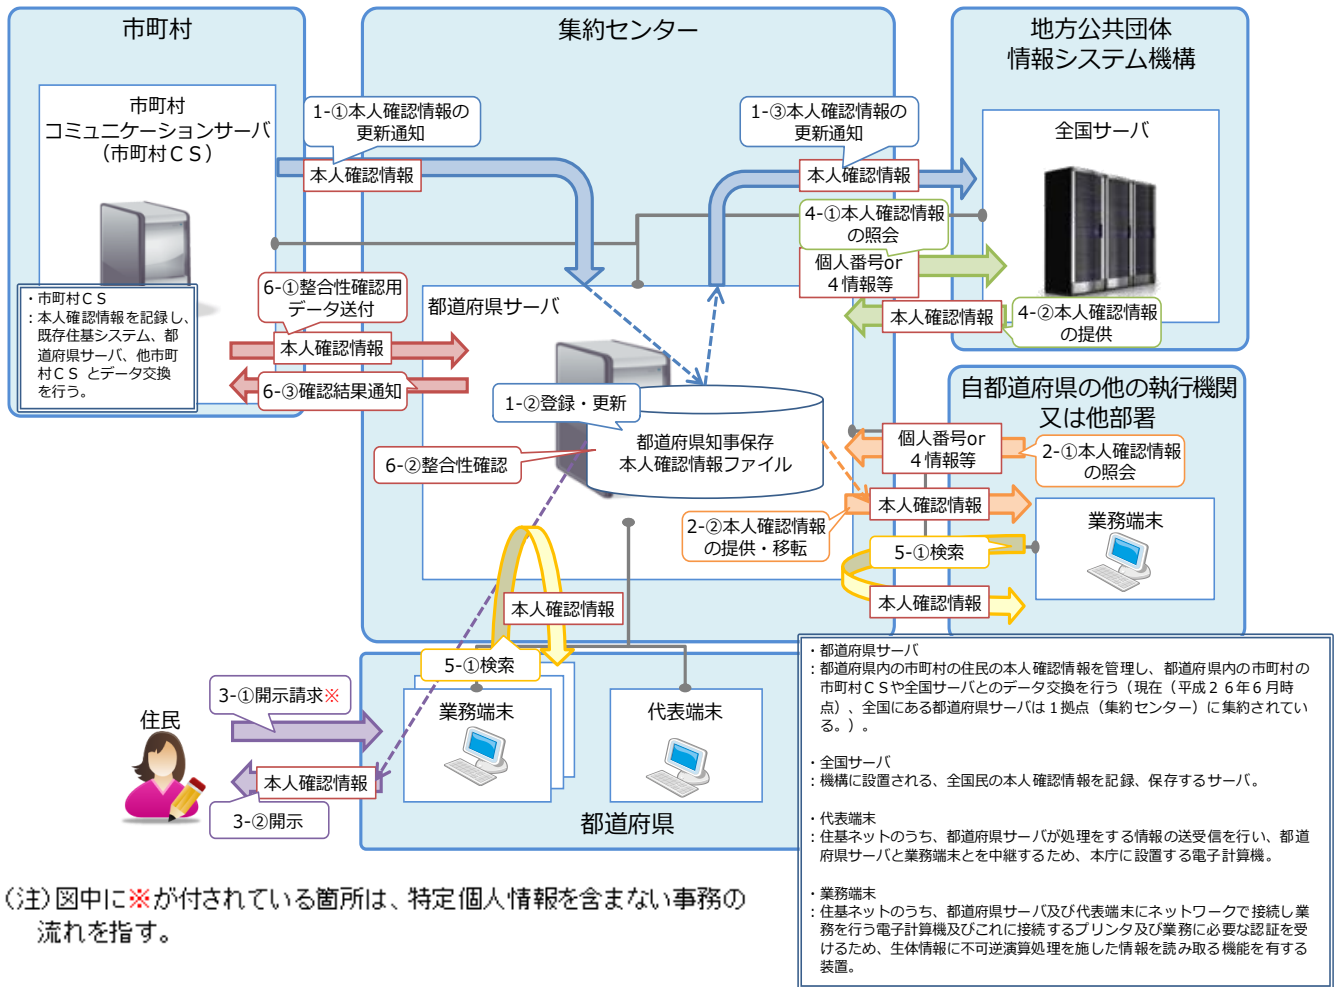 市町村
集約センター
地方公共団体
情報システム機構
市町村
コミュニケーションサーバ
（市町村ＣＳ）
1-①本人確認情報の
更新通知
本人確認情報
1-③本人確認情報の
更新通知
本人確認情報
全国サーバ
4-①本人確認情報
の照会
個人番号or
４情報等
本人確認情報
4-②本人確認情報
の提供
・市町村ＣＳ
：本人確認情報を記録し、
既存住基システム、都
道府県サーバ、他市町
村ＣＳ とデータ交換
を行う。
6-①整合性確認用
データ送付
本人確認情報
6-③確認結果通知
都道府県サーバ
1-②登録・更新
都道府県知事保存
本人確認情報ファイル
6-②整合性確認
自都道府県の他の執行機関
又は他部署
個人番号or
４情報等
2-①本人確認情報
の照会
本人確認情報
2-②本人確認情報
の提供・移転
業務端末
5-①検索
本人確認情報
本人確認情報
5-①検索
業務端末
代表端末
都道府県
3-①開示請求※
住民
本人確認情報
3-②開示
・都道府県サーバ
：都道府県内の市町村の住民の本人確認情報を管理し、都道府県内の市町村の
市町村ＣＳや全国サーバとのデータ交換を行う（現在（平成２６年６月時
点）、全国にある都道府県サーバは１拠点（集約センター）に集約されてい
る。）。
・全国サーバ
：機構に設置される、全国民の本人確認情報を記録、保存するサーバ。
・代表端末
：住基ネットのうち、都道府県サーバが処理をする情報の送受信を行い、都道
府県サーバと業務端末とを中継するため、本庁に設置する電子計算機。
・業務端末
：住基ネットのうち、都道府県サーバ及び代表端末にネットワークで接続し業
務を行う電子計算機及びこれに接続するプリンタ及び業務に必要な認証を受
けるため、生体情報に不可逆演算処理を施した情報を読み取る機能を有する
装置。
（注）図中に※が付されている箇所は、特定個人情報を含まない事務の
流れを指す。